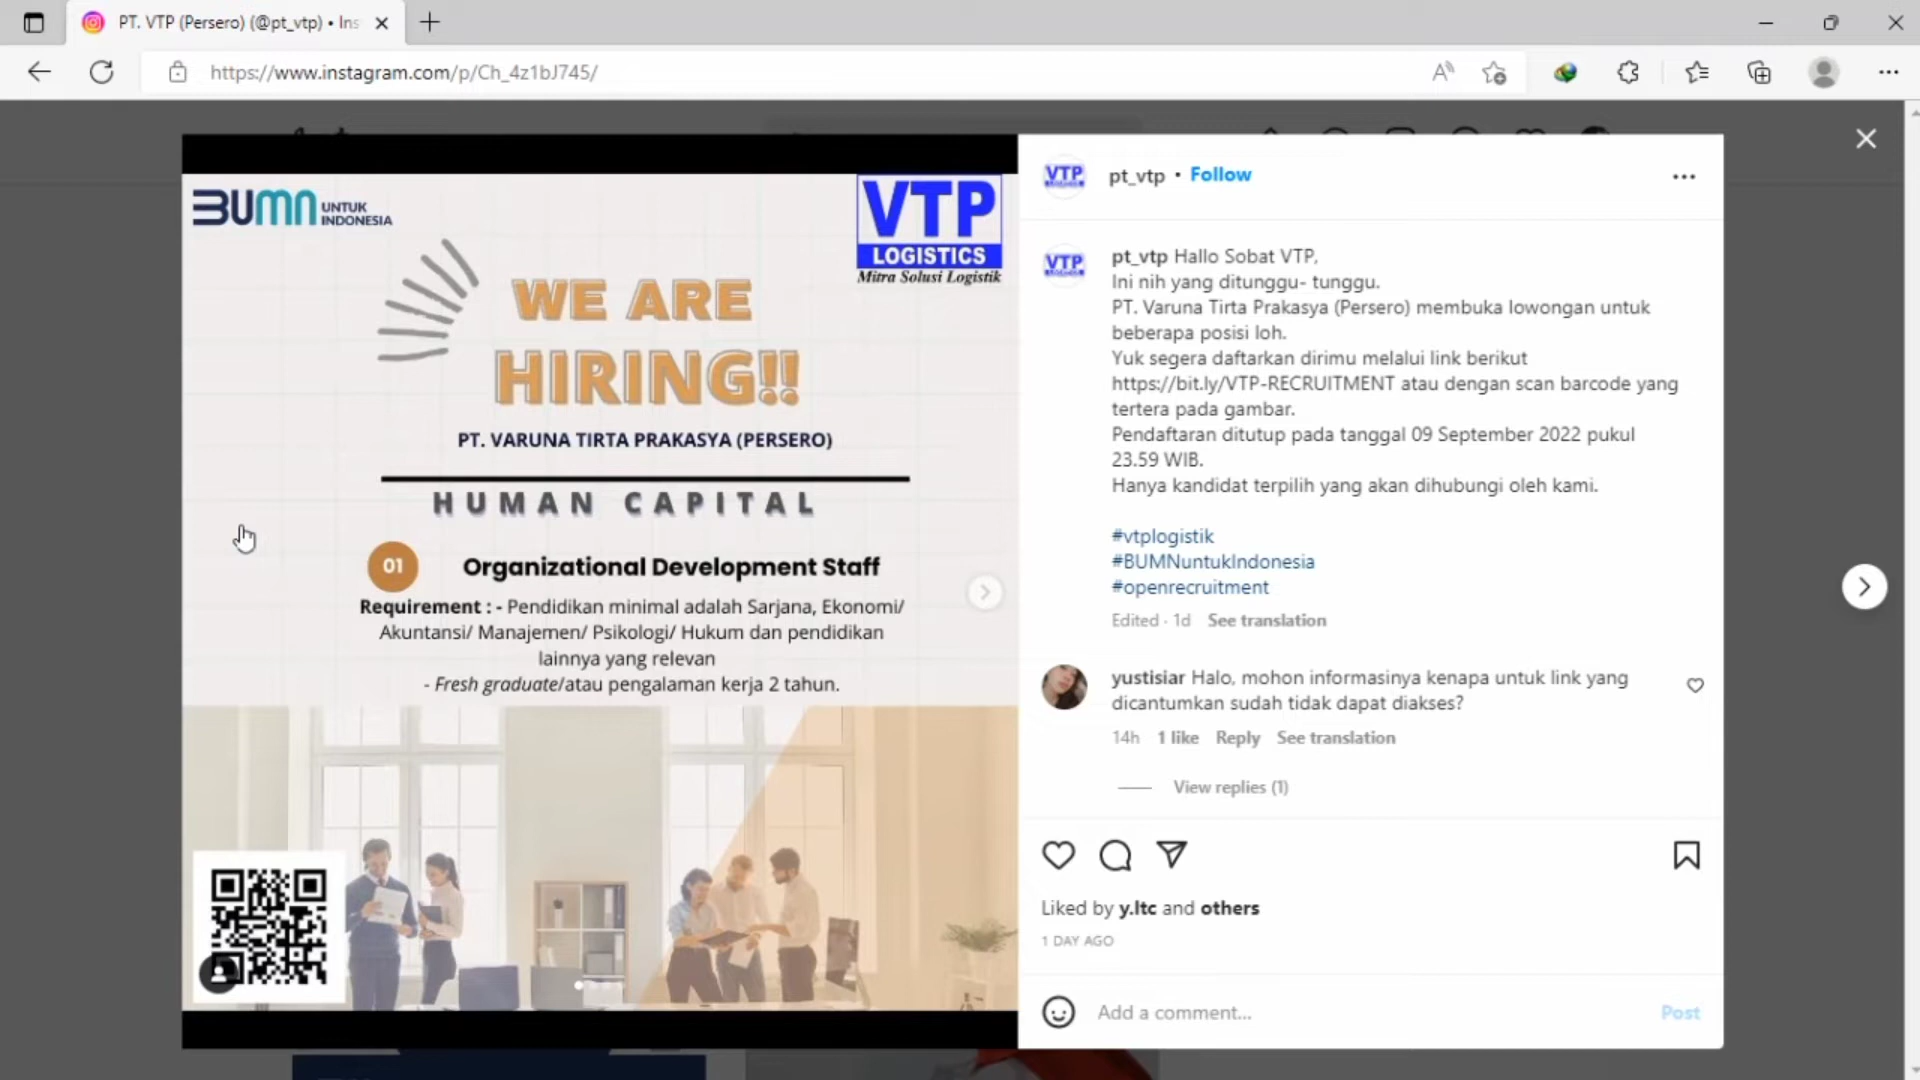 PT. VTP (Persero) (@pt_vtp) • Ins
https://www.instagram.com/p/Ch_4z1bJ745/
BUMN UNTUK INDONESIA
VTP
LOGISTICS
Mitra Solusi Logistik
WE ARE
HIRING!!
PT. VARUNA TIRTA PRAKASYA (PERSERO)
HUMAN CAPITAL
01 Organizational Development Staff
Requirement : - Pendidikan minimal adalah Sarjana, Ekonomi/
Akuntansi/ Manajemen/ Psikologi/ Hukum dan pendidikan
lainnya yang relevan
- Fresh graduate/atau pengalaman kerja 2 tahun.
VTP
pt_vtp • Follow
VTP
pt_vtp Hallo Sobat VTP,
Ini nih yang ditunggu- tunggu.
PT. Varuna Tirta Prakasya (Persero) membuka lowongan untuk
beberapa posisi loh.
Yuk segera daftarkan dirimu melalui link berikut
https://bit.ly/VTP-RECRUITMENT atau dengan scan barcode yang
tertera pada gambar.
Pendaftaran ditutup pada tanggal 09 September 2022 pukul
23.59 WIB.
Hanya kandidat terpilih yang akan dihubungi oleh kami.
#vtplogistik
#BUMNuntukIndonesia
#openrecruitment
Edited · 1d See translation
yustisiar Halo, mohon informasinya kenapa untuk link yang
dicantumkan sudah tidak dapat diakses?
14h 1 like Reply See translation
View replies (1)
Liked by y.ltc and others
1 DAY AGO
Add a comment... Post